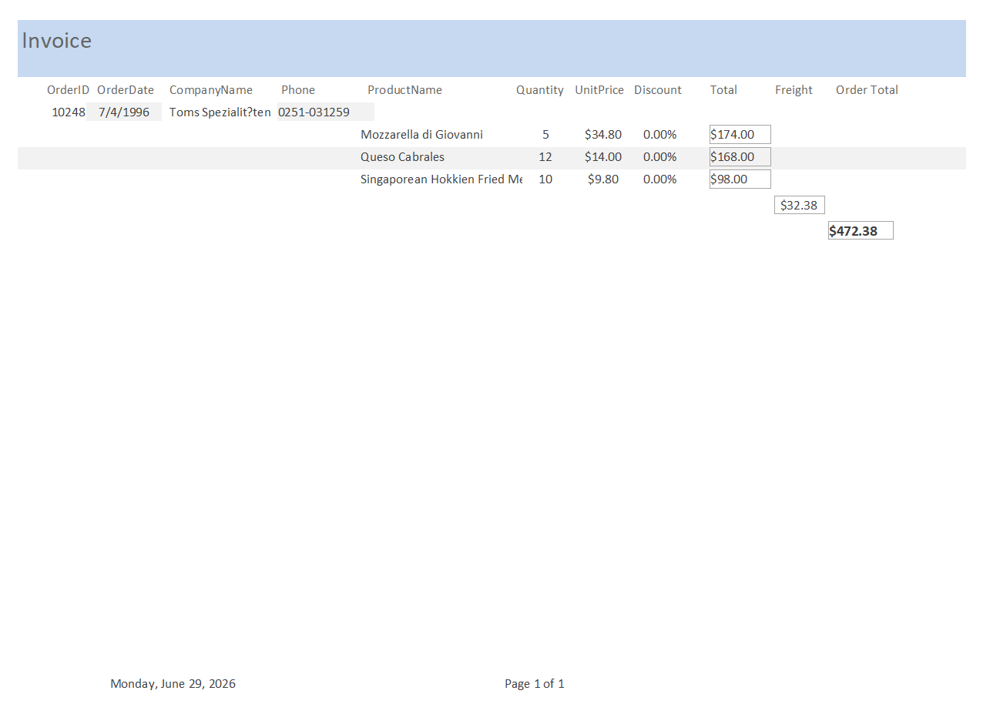 Invoice
OrderID OrderDate CompanyName Phone ProductName Quantity UnitPrice Discount Total Freight Order Total
10248 7/4/1996 Toms Spezialit?ten 0251-031259
Mozzarella di Giovanni 5 $34.80 0.00% $174.00
Queso Cabrales 12 $14.00 0.00% $168.00
Singaporean Hokkien Fried 10 $9.80 0.00% $98.00
$32.38
$472.38
Monday, June 29, 2026 Page 1 of 1